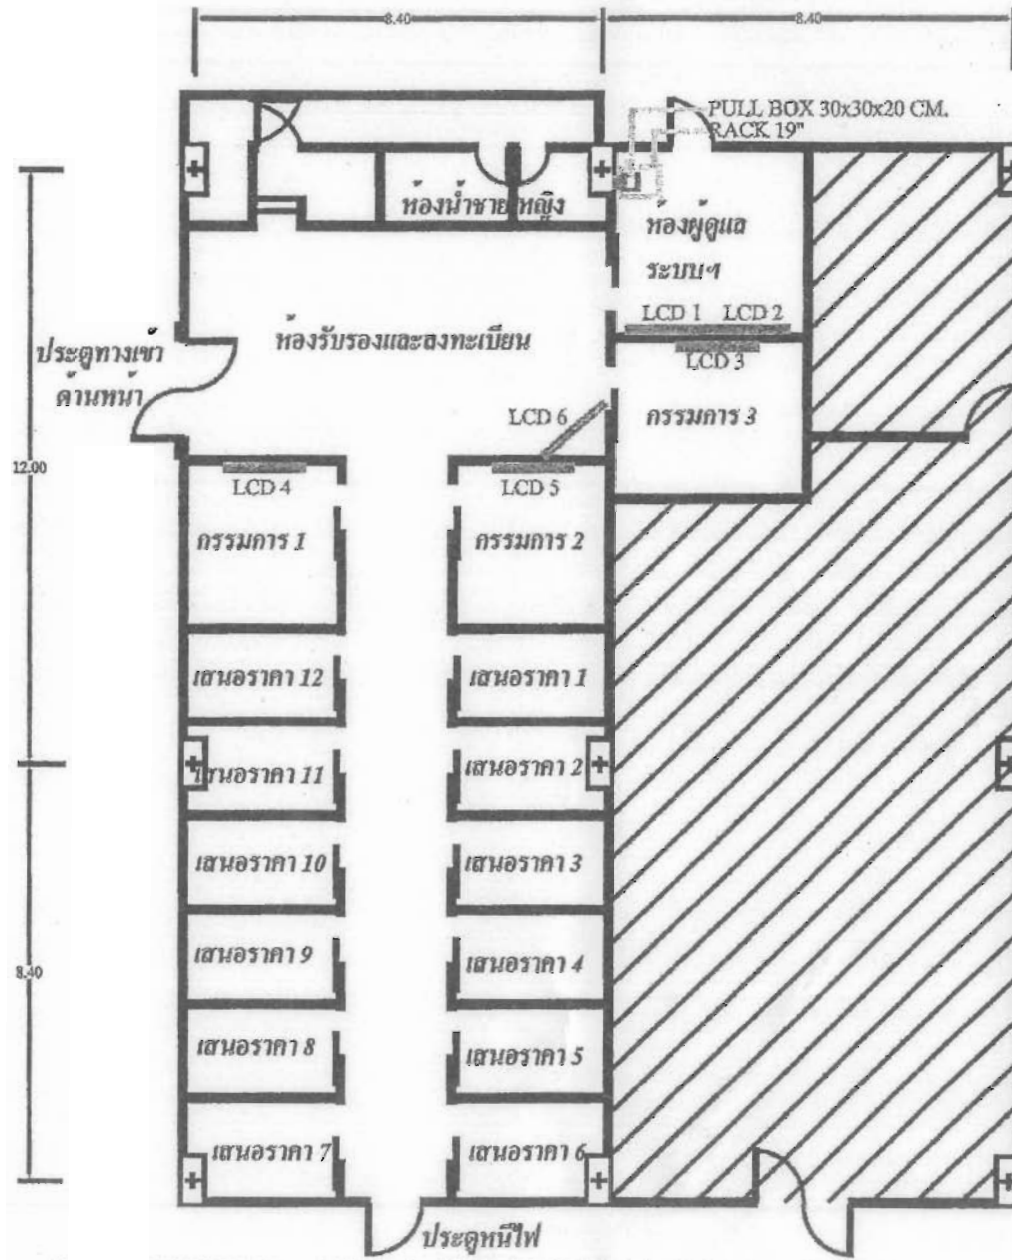 8.40
8.40
PULL BOX 30x30x20 CM.
RACK 19"
ห้องน้ำชาย หญิง
ห้องผู้ดูแล
ระบบฯ
LCD 1 LCD 2
ห้องรับรองและลงทะเบียน
ประตูทางเข้า
ด้านหน้า
LCD 3
LCD 6
กรรมการ 3
12.00
LCD 4
LCD 5
กรรมการ 1
กรรมการ 2
เสนอราคา 12
เสนอราคา 1
เสนอราคา 11
เสนอราคา 2
เสนอราคา 10
เสนอราคา 3
เสนอราคา 9
เสนอราคา 4
8.40
เสนอราคา 8
เสนอราคา 5
เสนอราคา 7
เสนอราคา 6
ประตูหนีไฟ